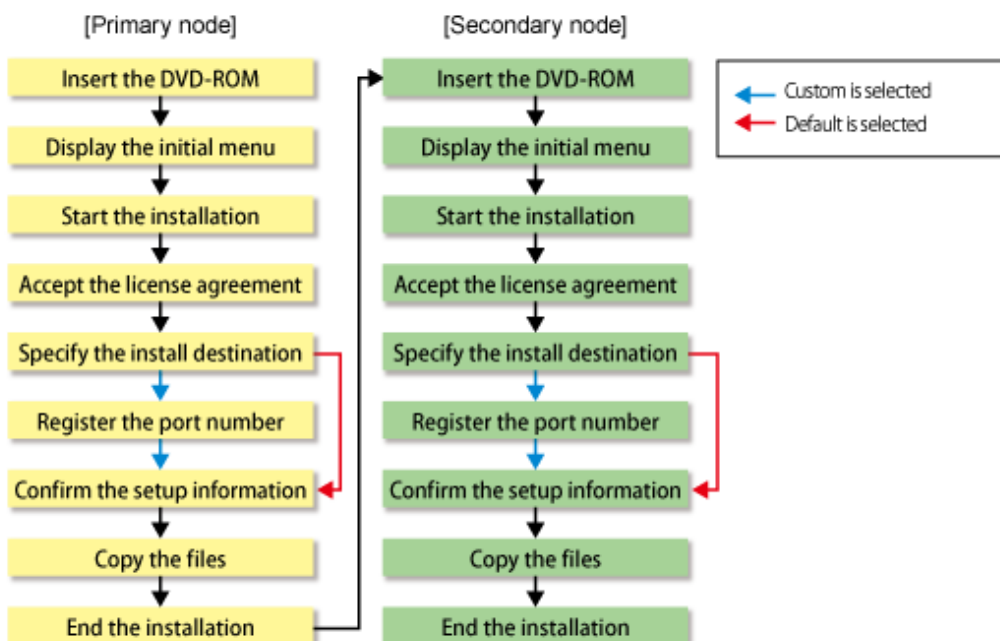 [Primary node]
Insert the DVD-ROM
Display the initial menu
Start the installation
Accept the license agreement
Specify the install destination
Register the port number
Confirm the setup information
Copy the files
End the installation
[Secondary node]
Insert the DVD-ROM
Display the initial menu
Start the installation
Accept the license agreement
Specify the install destination
Register the port number
Confirm the setup information
Copy the files
End the installation
Custom is selected
Default is selected